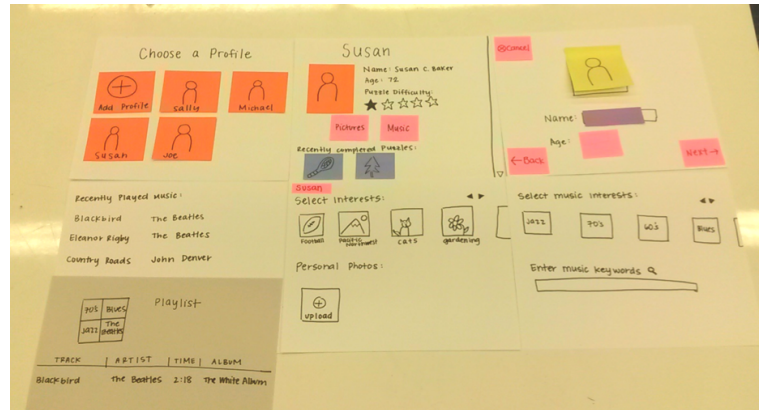 Choose a Profile
Add Profile
Sally
Michael
Susan
Joe
Susan
Name: Susan C. Baker
Age: 72
Puzzle Difficulty:
Pictures
Music
Recently completed Puzzles:
Cancel
Name:
Age:
← Back
Next →
Recently Played Music:
Blackbird The Beatles
Eleanor Rigby The Beatles
Country Roads John Denver
Susan
Select Interests:
Football
Pacific Northwest
cats
gardening
Personal Photos:
upload
Select music interests:
Jazz
70's
60's
Blues
Enter music keywords
Playlist
70's Blues
Jazz The Beatles
TRACK ARTIST TIME ALBUM
Blackbird The Beatles 2:18 The White Album